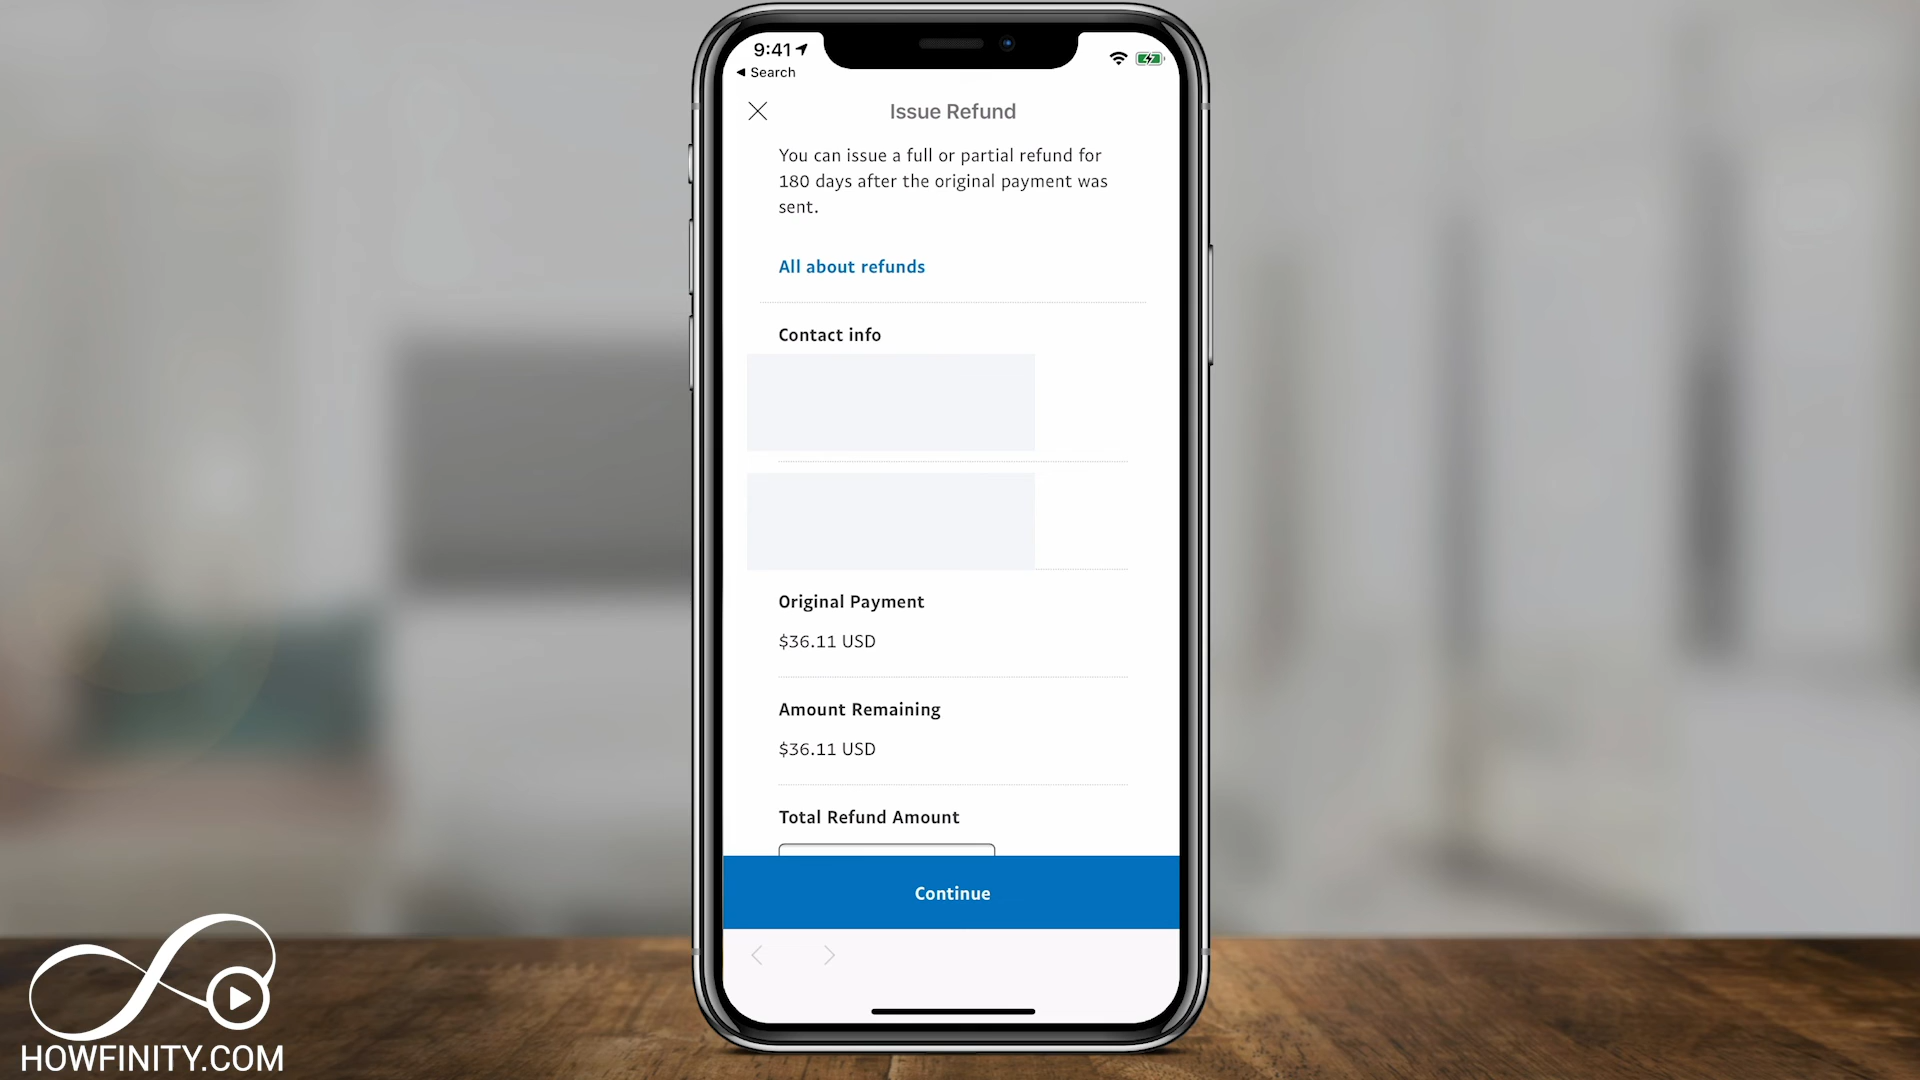 9:41
Search
Issue Refund
You can issue a full or partial refund for
180 days after the original payment was
sent.
All about refunds
Contact info
Original Payment
$36.11 USD
Amount Remaining
$36.11 USD
Total Refund Amount
Continue
HOWFINITY.COM